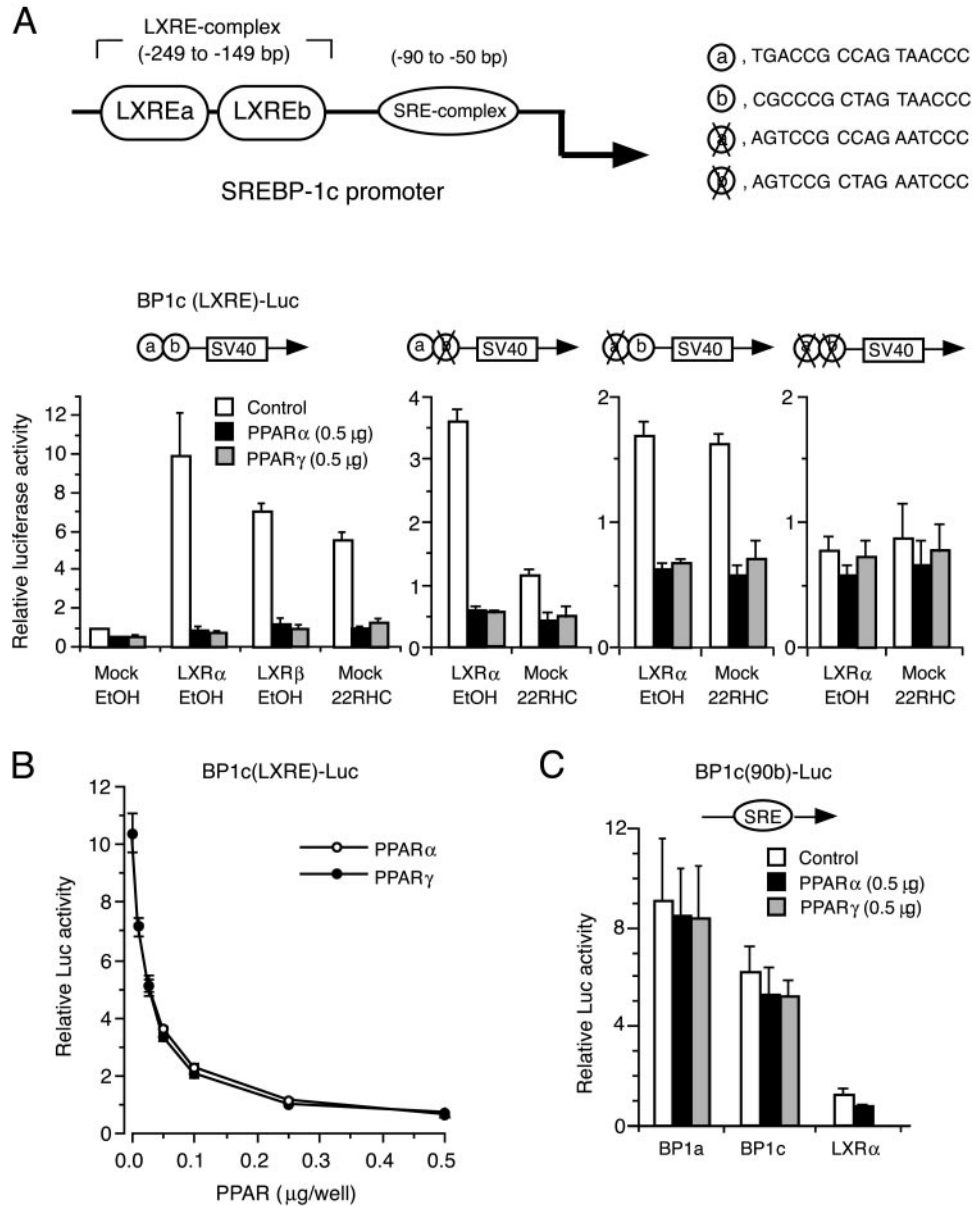 A
LXRE-complex
(-249 to -149 bp)
(-90 to -50 bp)
LXREa
LXREb
SRE-complex
SREBP-1c promoter
a , TGACCG CCAG TAACCC
b , CGCCCG CTAG TAACCC
a , AGTCCG CCAG AATCCC
b , AGTCCG CTAG AATCCC
BP1c (LXRE)-Luc
a b SV40
a b SV40
a b SV40
a b SV40
Relative luciferase activity
12
10
8
6
4
2
0
Control
PPARα (0.5 µg)
PPARγ (0.5 µg)
Mock EtOH
LXRα EtOH
LXRβ EtOH
Mock 22RHC
4
3
2
1
0
LXRα EtOH
Mock 22RHC
2
1
0
LXRα EtOH
Mock 22RHC
2
1
0
LXRα EtOH
Mock 22RHC
B
BP1c(LXRE)-Luc
Relative Luc activity
12
10
8
6
4
2
0
PPARα
PPARγ
0.0 0.1 0.2 0.3 0.4 0.5
PPAR (µg/well)
C
BP1c(90b)-Luc
SRE
Relative Luc activity
12
8
4
0
Control
PPARα (0.5 µg)
PPARγ (0.5 µg)
BP1a BP1c LXRα